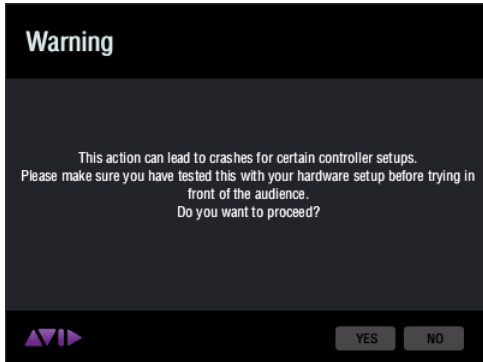 Warning
This action can lead to crashes for certain controller setups.
Please make sure you have tested this with your hardware setup before trying in
front of the audience.
Do you want to proceed?
AVID
YES NO